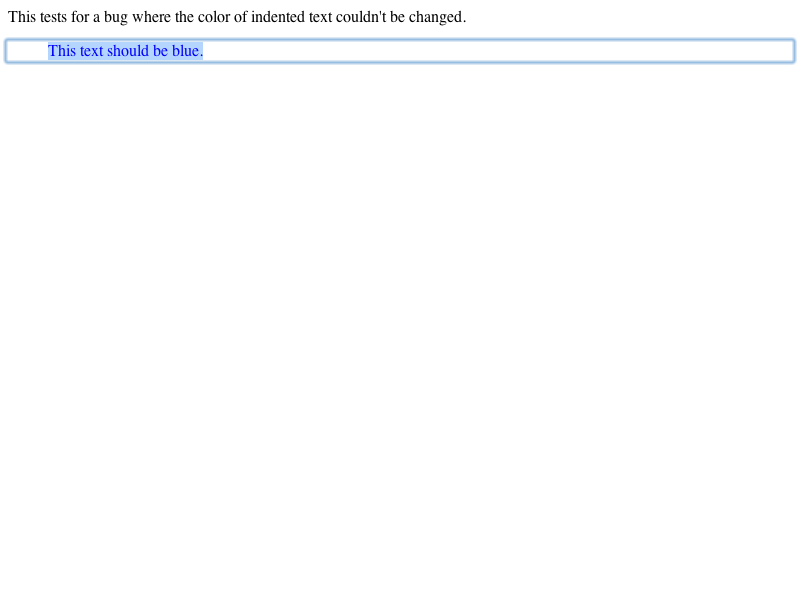 This tests for a bug where the color of indented text couldn't be changed.
This text should be blue.